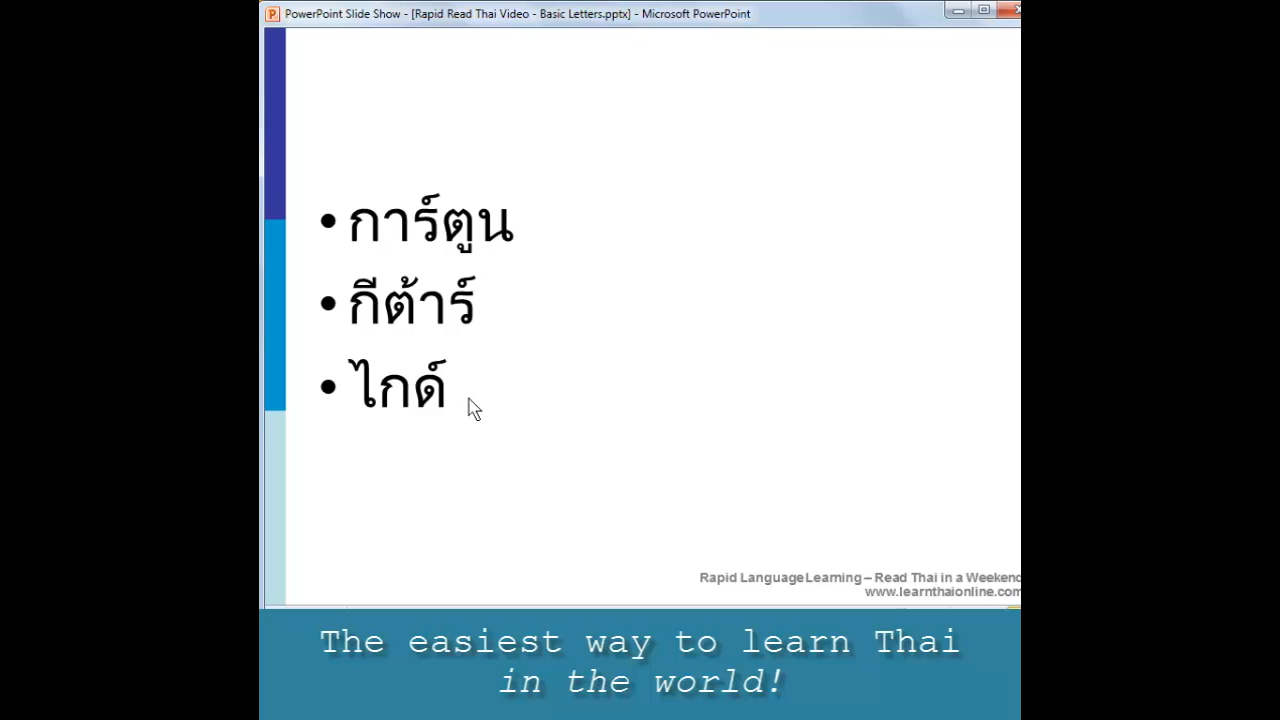 PowerPoint Slide Show - [Rapid Read Thai Video - Basic Letters.pptx] - Microsoft PowerPoint
• การ์ตูน
• กีต้าร์
• ไกด์
Rapid Language Learning – Read Thai in a Weekend
www.learnthaionline.com
The easiest way to learn Thai
in the world!